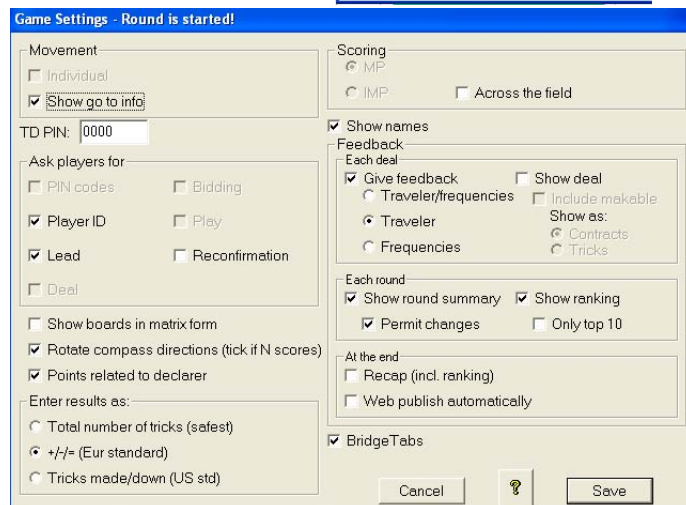 Game Settings - Round is started!
Movement
Individual
Show go to info
TD PIN: 0000
Ask players for
PIN codes
Bidding
Player ID
Play
Lead
Reconfirmation
Deal
Show boards in matrix form
Rotate compass directions (tick if N scores)
Points related to declarer
Enter results as:
Total number of tricks (safest)
+/-/= (Eur standard)
Tricks made/down (US std)
Scoring
MP
IMP
Across the field
Show names
Feedback
Each deal
Give feedback
Show deal
Traveler/frequencies
Include makable
Traveler
Show as:
Contracts
Frequencies
Tricks
Each round
Show round summary
Show ranking
Permit changes
Only top 10
At the end
Recap (incl. ranking)
Web publish automatically
BridgeTabs
Cancel
?
Save